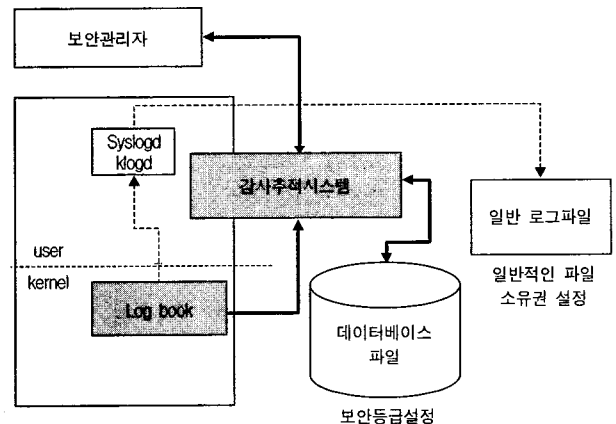 보안관리자
Syslogd
klogd
감사추적시스템
일반 로그파일
user
kernel
일반적인 파일
소유권 설정
Log book
데이터베이스
파일
보안등급설정